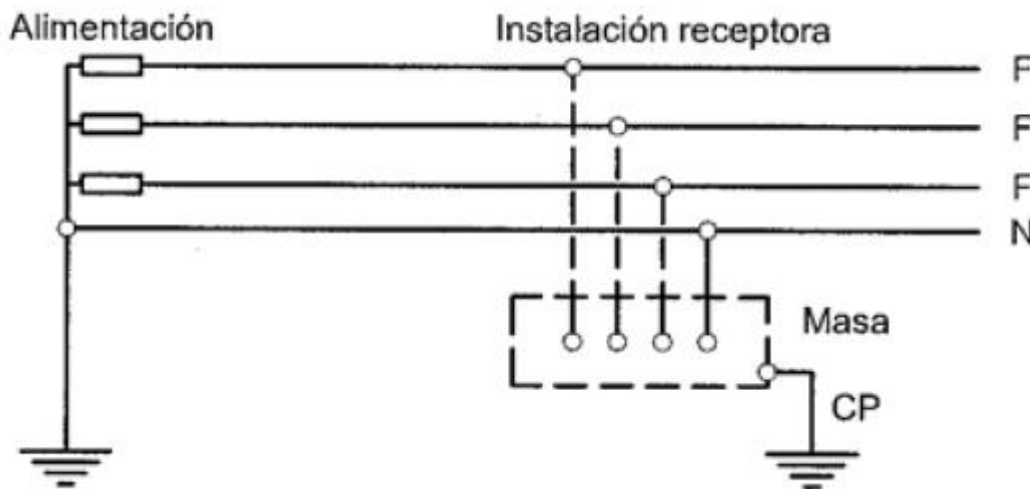 Alimentación
Instalación receptora
F
F
F
N
Masa
CP